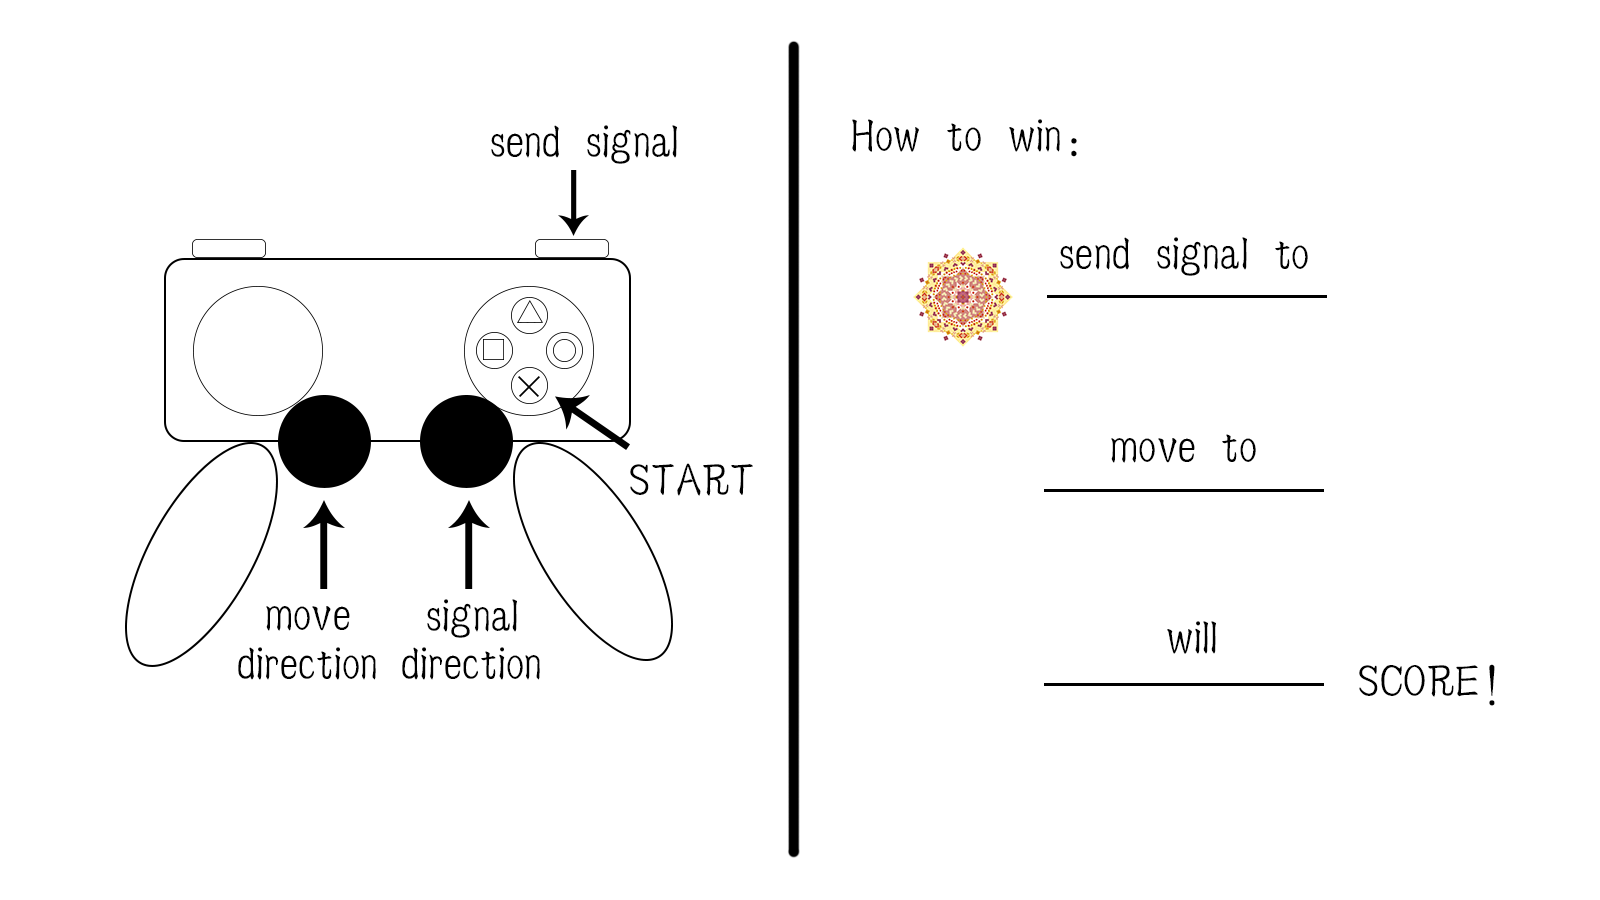 send signal
START
move
direction
signal
direction
How to win:
send signal to
move to
will
SCORE!